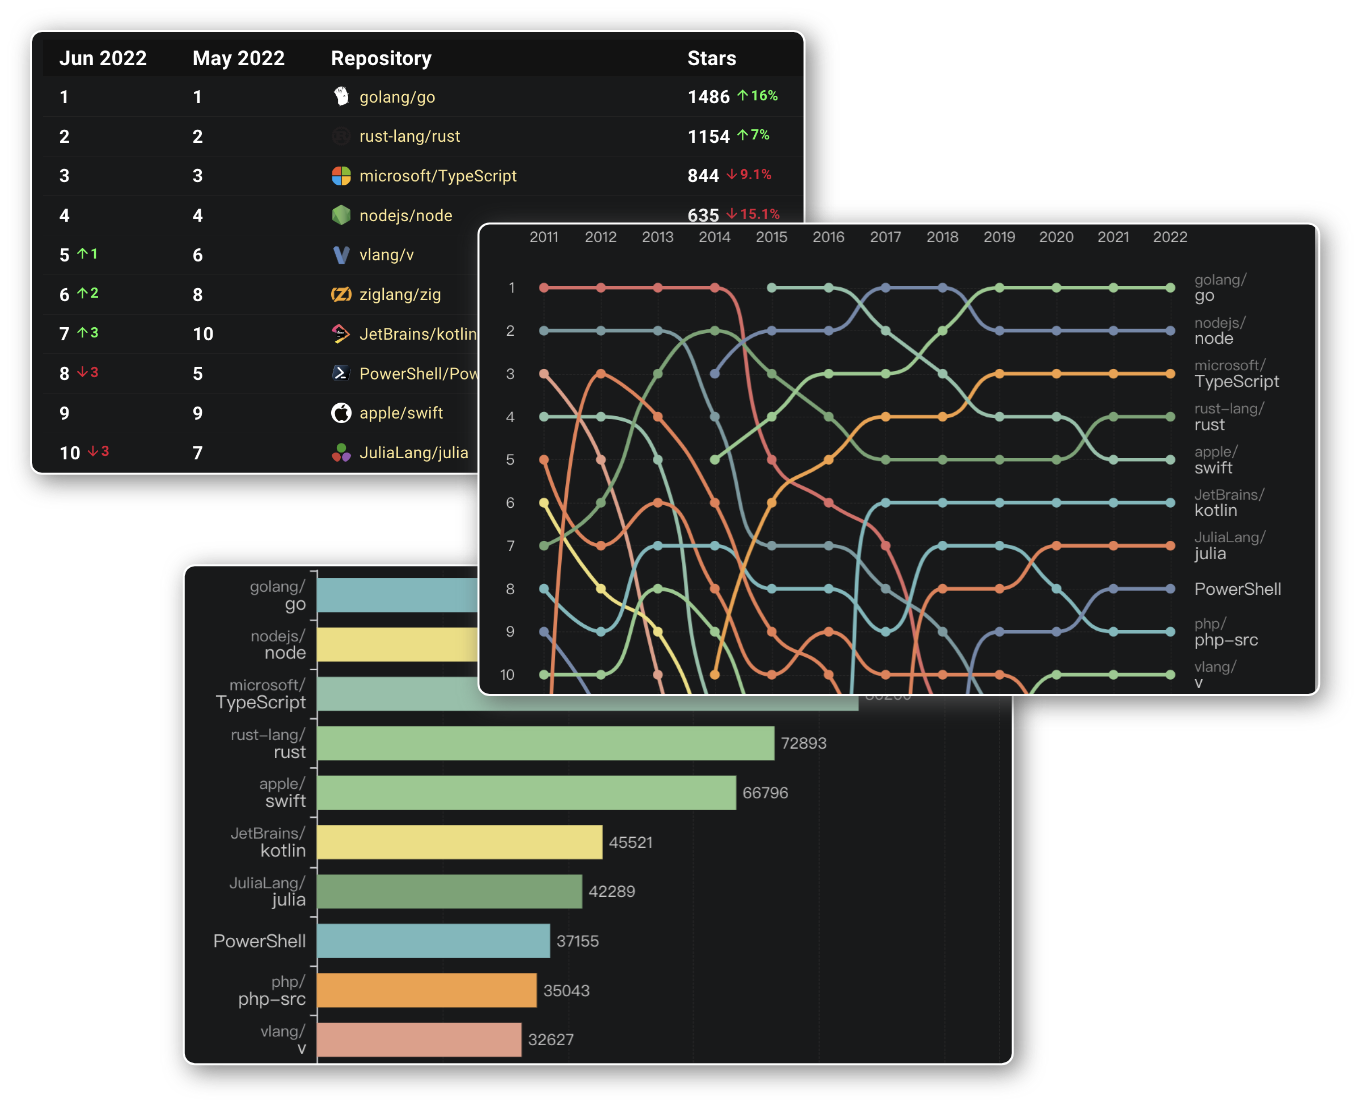 Jun 2022 May 2022 Repository Stars
1 1 golang/go 1486 ↑16%
2 2 rust-lang/rust 1154 ↑7%
3 3 microsoft/TypeScript 844 ↓9.1%
4 4 nodejs/node 635 ↓15.1%
5 ↑1 6 vlang/v
6 ↑2 8 ziglang/zig
7 ↑3 10 JetBrains/kotlin
8 ↓3 5 PowerShell/Pow
9 9 apple/swift
10 ↓3 7 JuliaLang/julia
2011 2012 2013 2014 2015 2016 2017 2018 2019 2020 2021 2022
1 golang/
go
2 nodejs/
node
3 microsoft/
TypeScript
4 rust-lang/
rust
5 apple/
swift
6 JetBrains/
kotlin
7 JuliaLang/
julia
8 PowerShell
9 php/
php-src
10 vlang/
v
golang/
go
nodejs/
node
microsoft/
TypeScript
rust-lang/
rust 72893
apple/
swift 66796
JetBrains/
kotlin 45521
JuliaLang/
julia 42289
PowerShell 37155
php/
php-src 35043
vlang/
v 32627